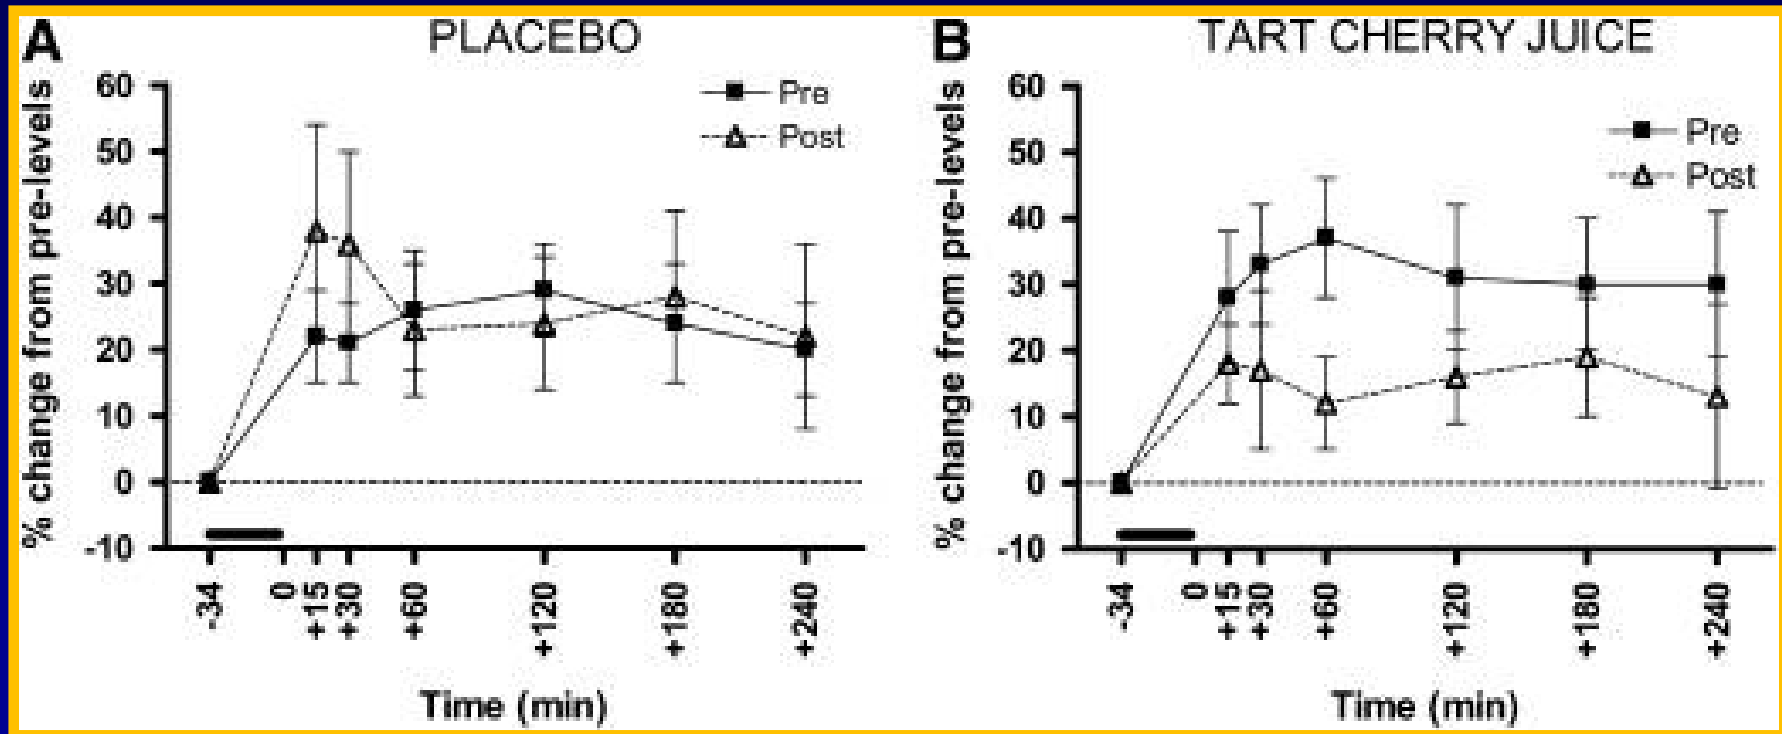 A
PLACEBO
% change from pre-levels
60
50
40
30
20
10
0
-10
Pre
Post
-34
0
+15
+30
+60
+120
+180
+240
Time (min)
B
TART CHERRY JUICE
% change from pre-levels
60
50
40
30
20
10
0
-10
Pre
Post
-34
0
+15
+30
+60
+120
+180
+240
Time (min)